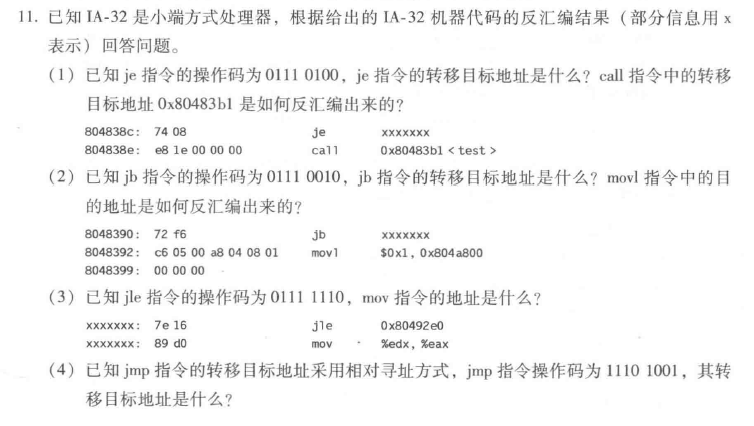 11. 已知 IA-32 是小端方式处理器，根据给出的 IA-32 机器代码的反汇编结果（部分信息用 x
表示）回答问题。
（1）已知 je 指令的操作码为 0111 0100，je 指令的转移目标地址是什么？call 指令中的转移
目标地址 0x80483b1 是如何反汇编出来的？
804838c: 74 08 je xxxxxxx
804838e: e8 1e 00 00 00 call 0x80483b1 < test >
（2）已知 jb 指令的操作码为 0111 0010，jb 指令的转移目标地址是什么？movl 指令中的目
的地址是如何反汇编出来的？
8048390: 72 f6 jb xxxxxxx
8048392: c6 05 00 a8 04 08 01 movl $0x1, 0x804a800
8048399: 00 00 00
（3）已知 jle 指令的操作码为 0111 1110，mov 指令的地址是什么？
xxxxxxx: 7e 16 jle 0x80492e0
xxxxxxx: 89 d0 mov %edx, %eax
（4）已知 jmp 指令的转移目标地址采用相对寻址方式，jmp 指令操作码为 1110 1001，其转
移目标地址是什么？